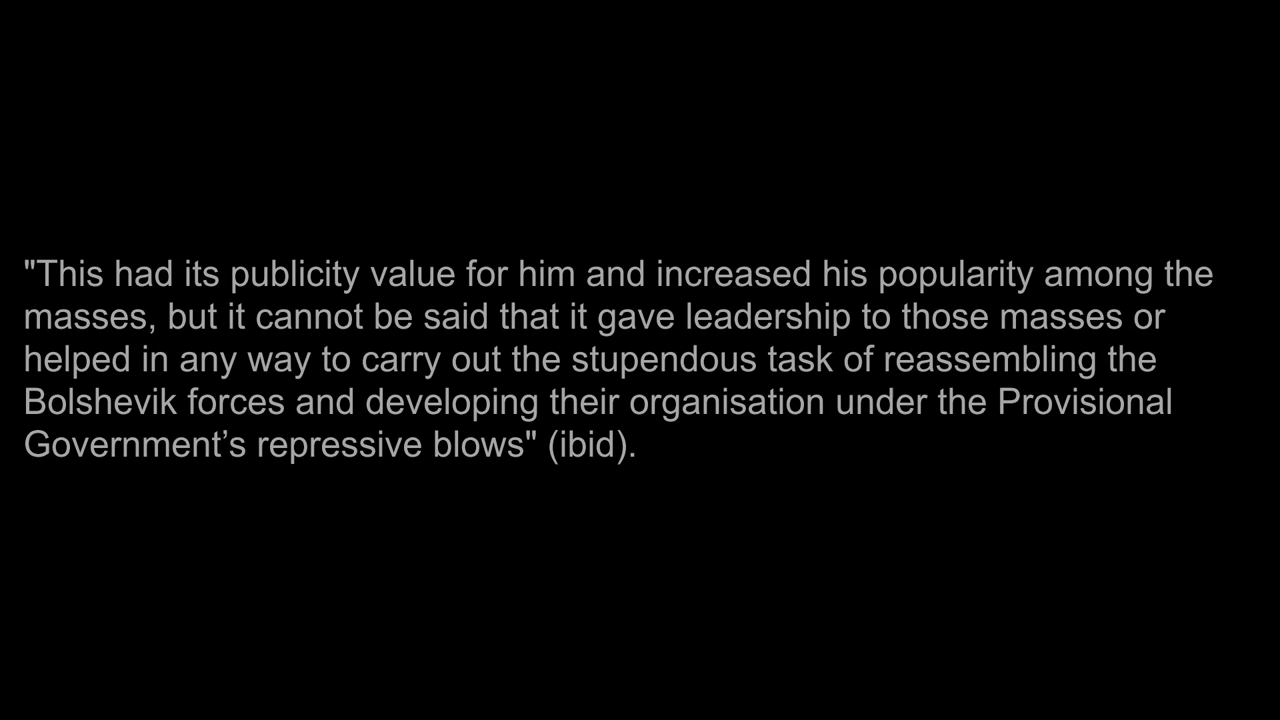 "This had its publicity value for him and increased his popularity among the
masses, but it cannot be said that it gave leadership to those masses or
helped in any way to carry out the stupendous task of reassembling the
Bolshevik forces and developing their organisation under the Provisional
Government’s repressive blows" (ibid).